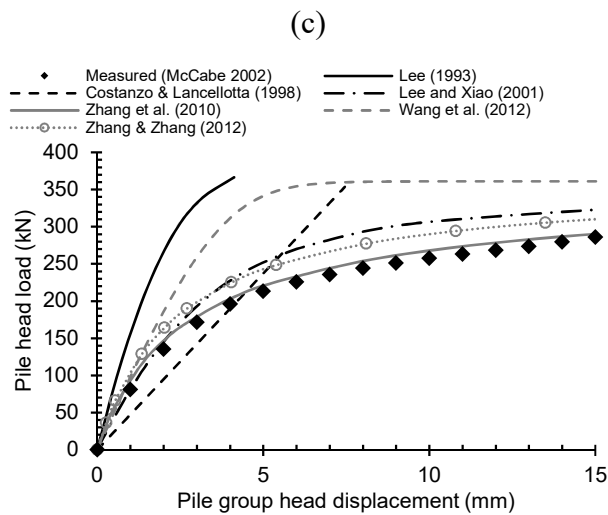 (c)
Measured (McCabe 2002)
Lee (1993)
Costanzo & Lancellotta (1998)
Lee and Xiao (2001)
Zhang et al. (2010)
Wang et al. (2012)
Zhang & Zhang (2012)
400
350
300
250
200
150
100
50
0
Pile head load (kN)
0 5 10 15
Pile group head displacement (mm)